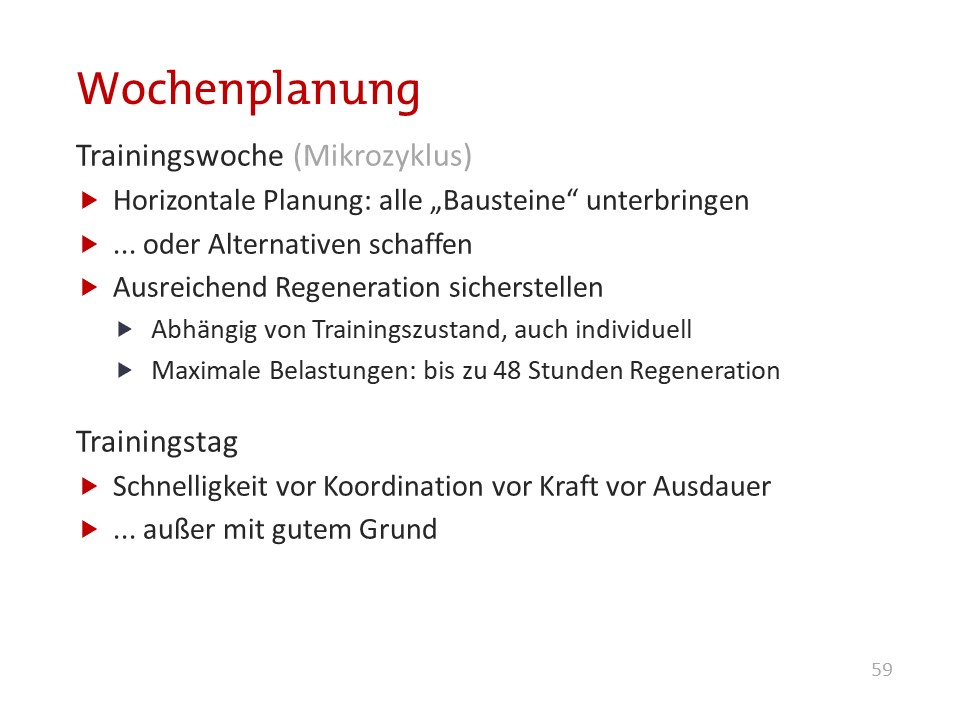 Wochenplanung
Trainingswoche (Mikrozyklus)
Horizontale Planung: alle „Bausteine“ unterbringen
... oder Alternativen schaffen
Ausreichend Regeneration sicherstellen
Abhängig von Trainingszustand, auch individuell
Maximale Belastungen: bis zu 48 Stunden Regeneration
Trainingstag
Schnelligkeit vor Koordination vor Kraft vor Ausdauer
... außer mit gutem Grund
59